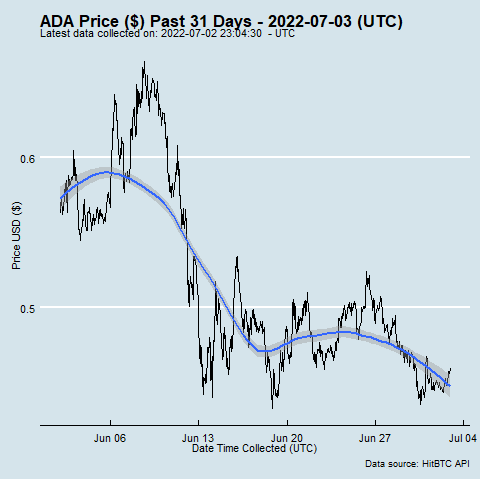 ADA Price ($) Past 31 Days - 2022-07-03 (UTC)
Latest data collected on: 2022-07-02 23:04:30 - UTC
Price USD ($)
0.6
0.5
Jun 06 Jun 13 Jun 20 Jun 27 Jul 04
Date Time Collected (UTC)
Data source: HitBTC API